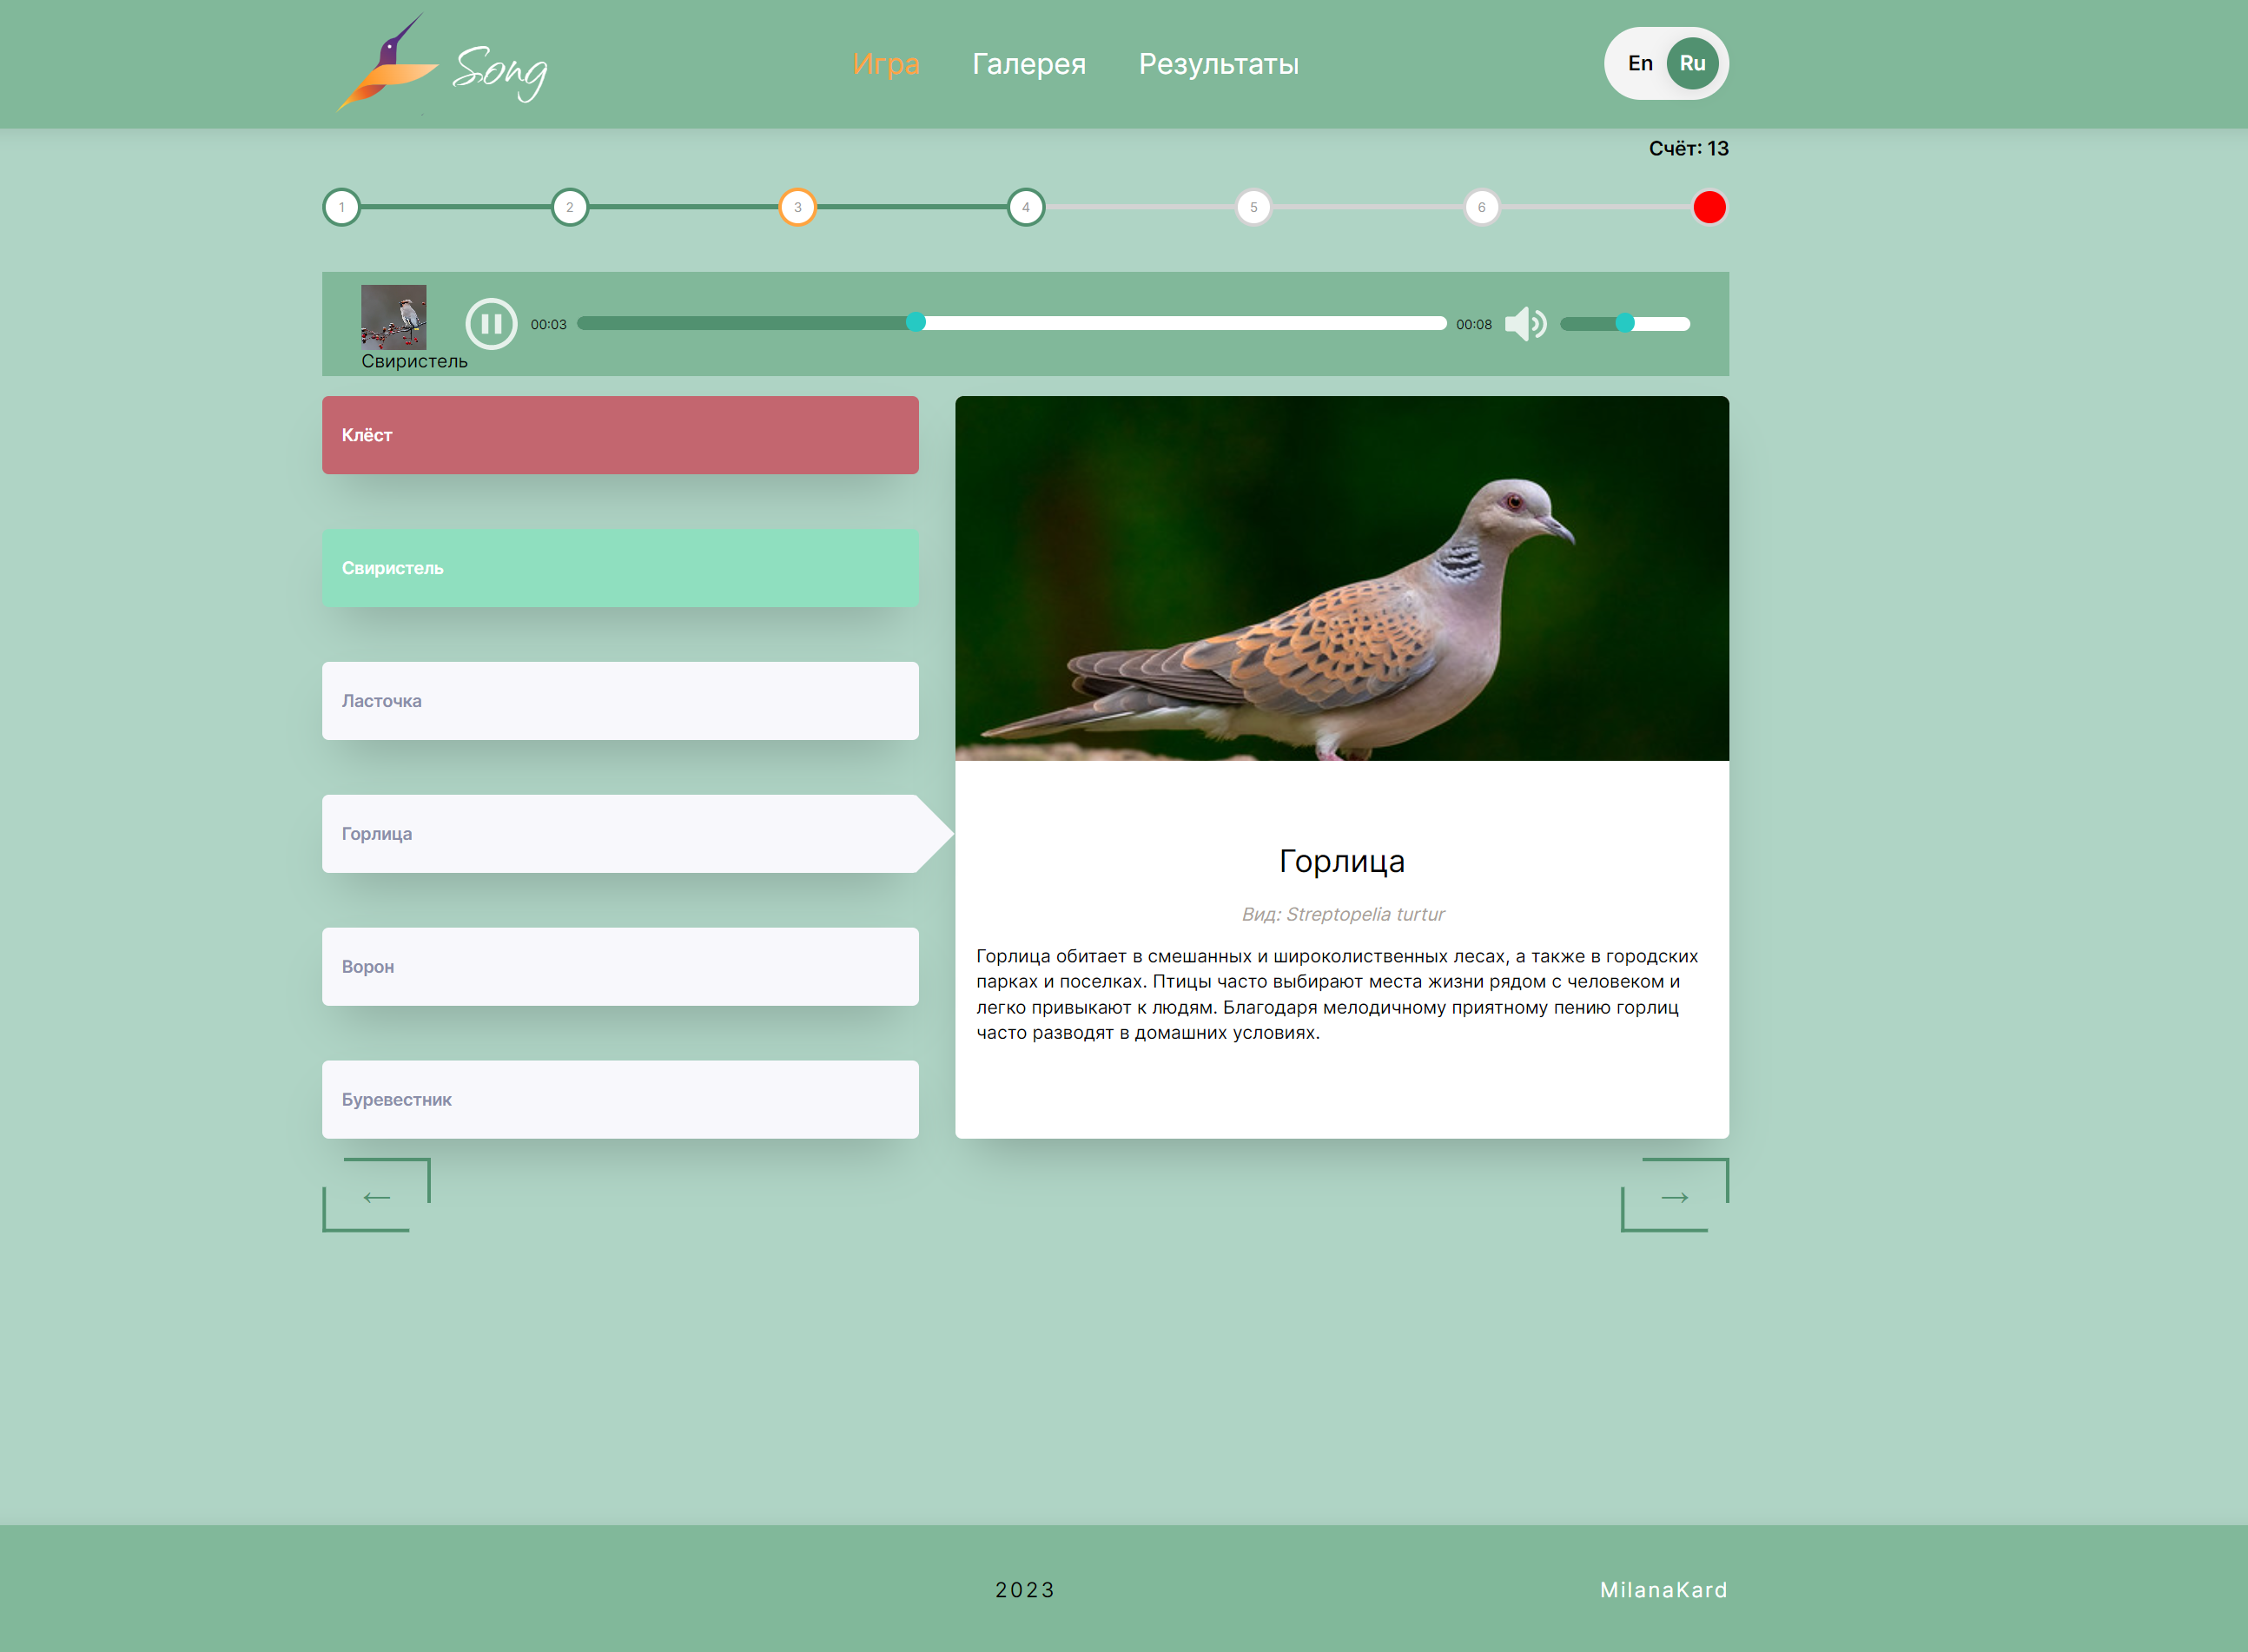 Song
Игра
Галерея
Результаты
En
Ru
Счёт: 13
1
2
3
4
5
6
00:03
00:08
Свиристель
Клёст
Свиристель
Ласточка
Горлица
Ворон
Буревестник
Горлица
Вид: Streptopelia turtur
Горлица обитает в смешанных и широколиственных лесах, а также в городских
парках и поселках. Птицы часто выбирают места жизни рядом с человеком и
легко привыкают к людям. Благодаря мелодичному приятному пению горлиц
часто разводят в домашних условиях.
←
→
2023
MilanaKard